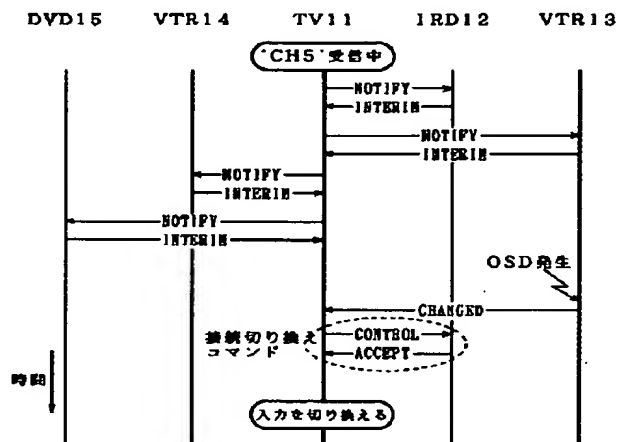 DVD15 VTR14 TV11 IRD12 VTR13
'CH5'受信中
NOTIFY
INTERIM
NOTIFY
INTERIM
NOTIFY
INTERIM
NOTIFY
INTERIM
OSD発生
CHANGED
接続切り換え
コマンド
CONTROL
ACCEPT
時間
入力を切り換える